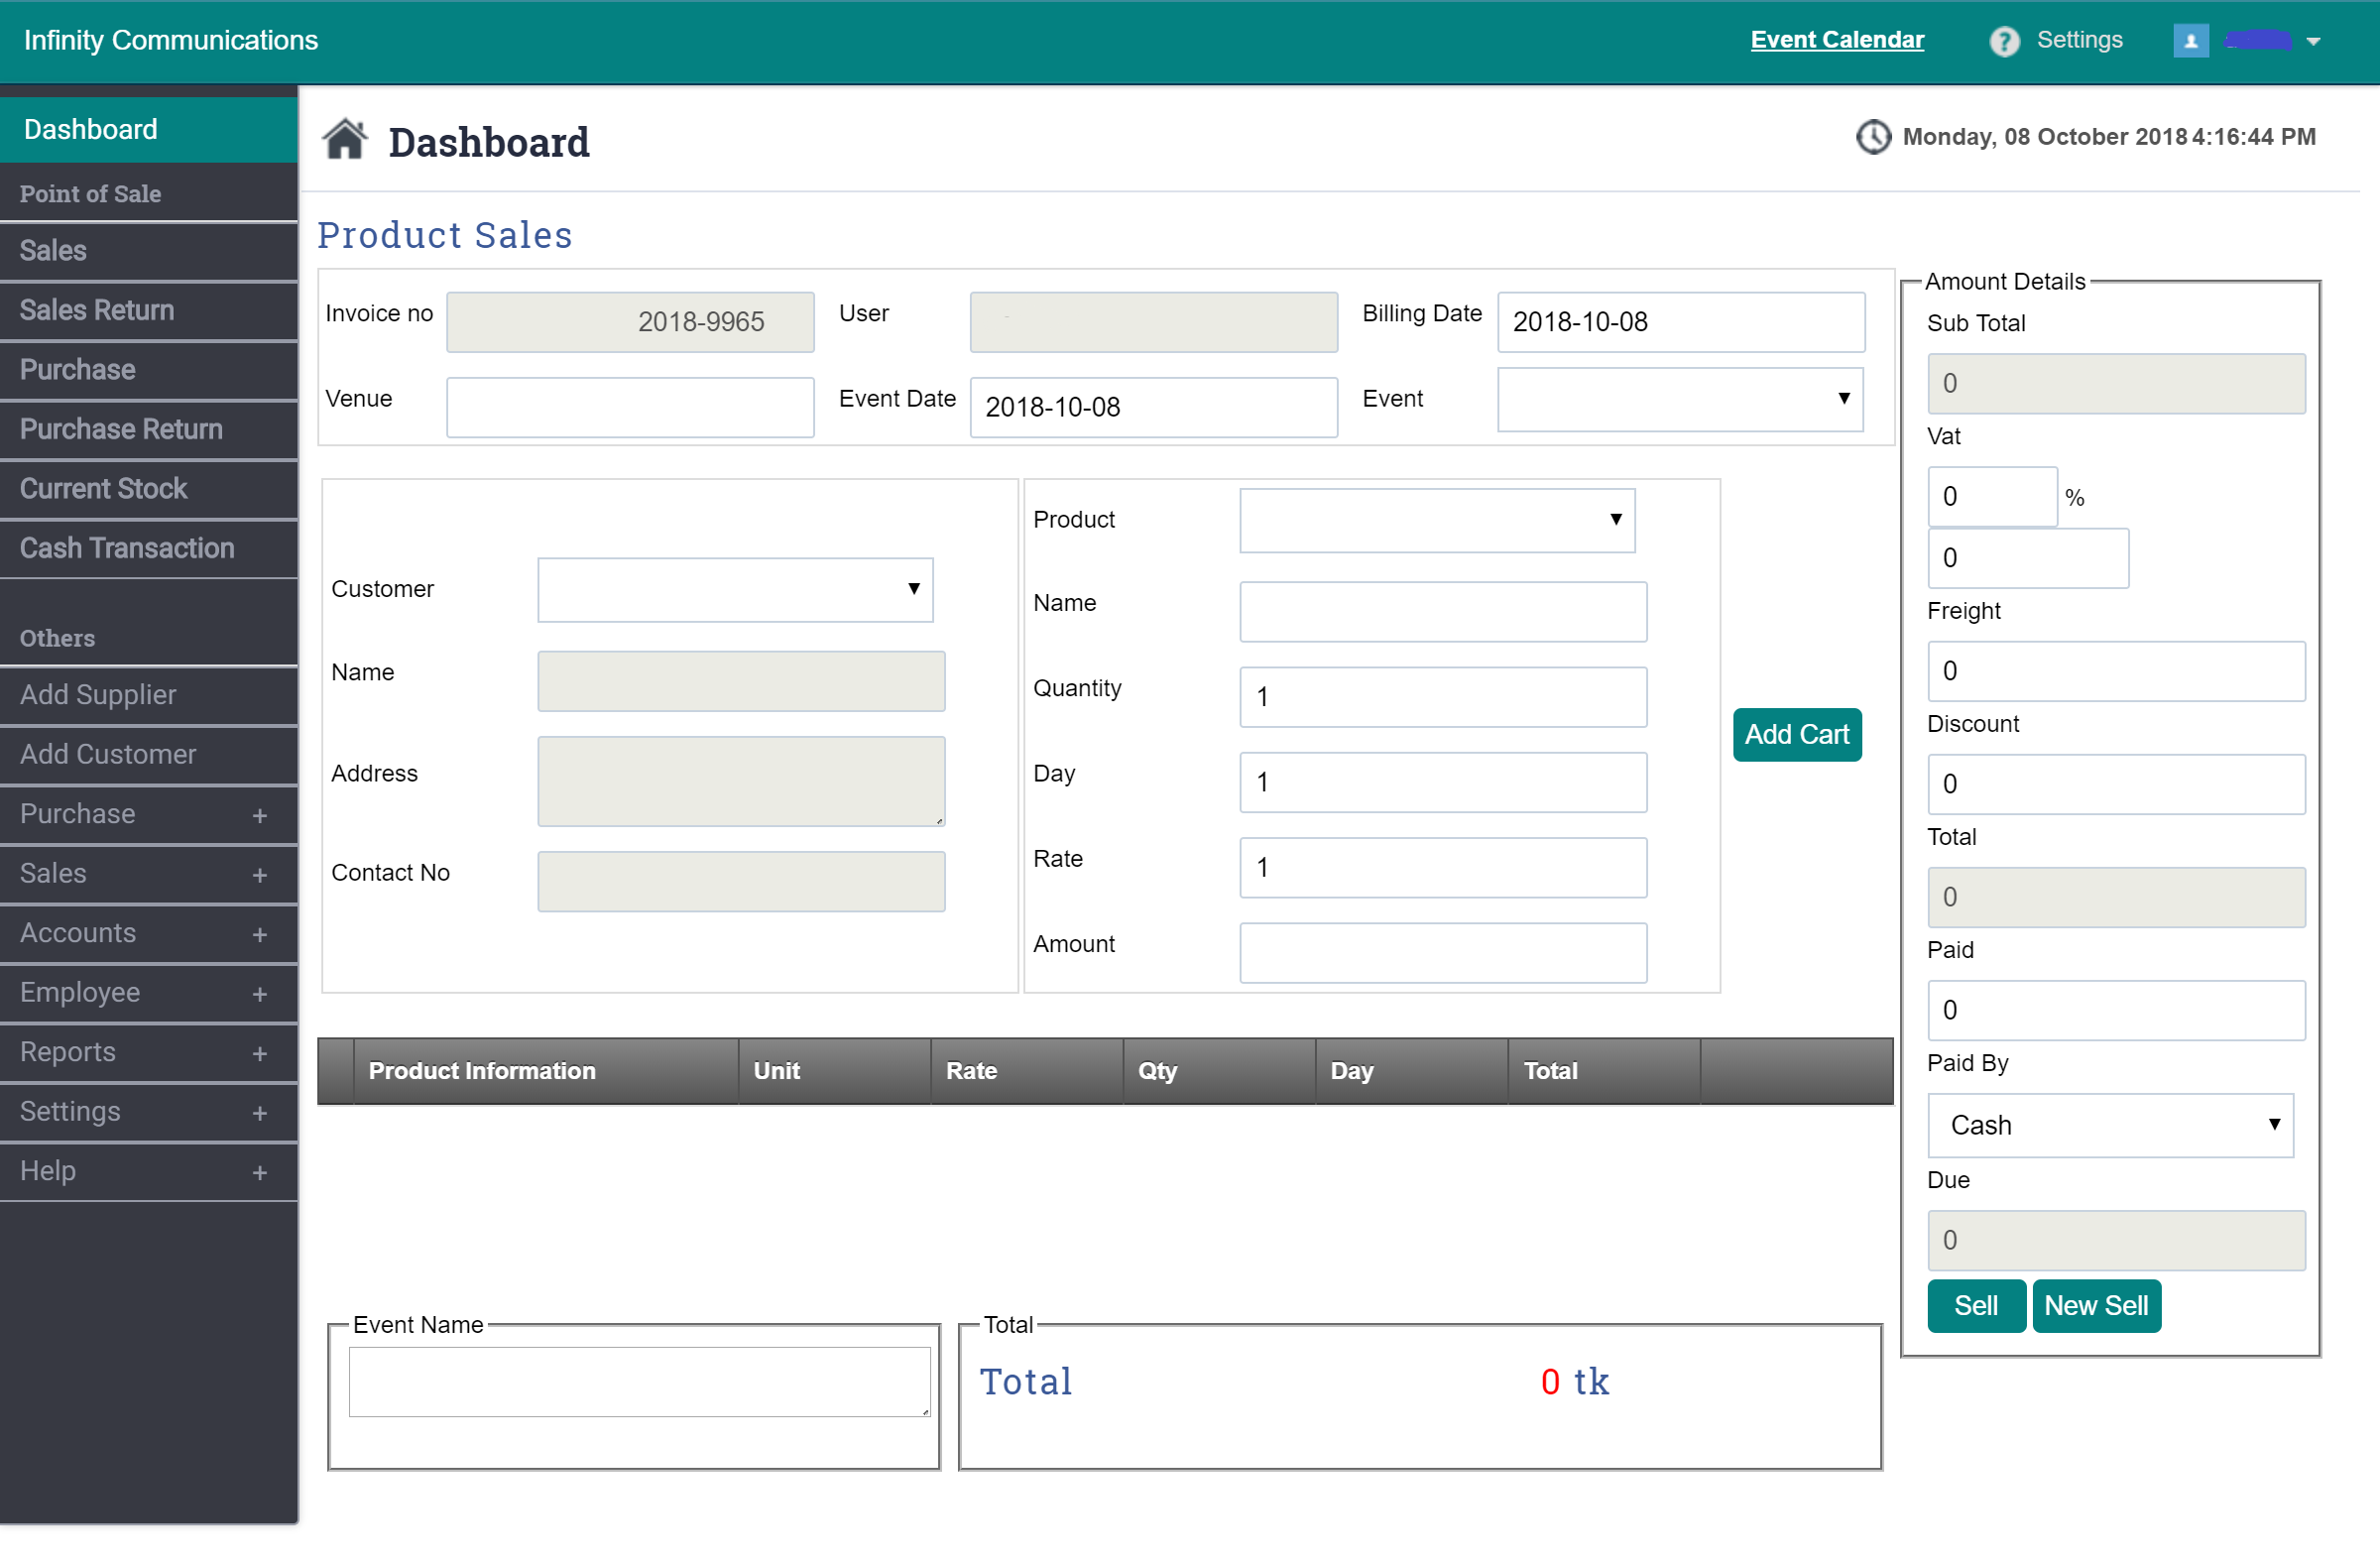 Infinity Communications
Event Calendar
? Settings
Dashboard
Point of Sale
Sales
Sales Return
Purchase
Purchase Return
Current Stock
Cash Transaction
Others
Add Supplier
Add Customer
Purchase +
Sales +
Accounts +
Employee +
Reports +
Settings +
Help +
Dashboard
Monday, 08 October 2018 4:16:44 PM
Product Sales
Invoice no 2018-9965 User Billing Date 2018-10-08
Venue Event Date 2018-10-08 Event
Customer
Name
Address
Contact No
Product
Name
Quantity 1
Day 1
Rate 1
Amount
Add Cart
Product Information Unit Rate Qty Day Total
Event Name
Total
Total 0 tk
Amount Details
Sub Total
0
Vat
0 %
0
Freight
0
Discount
0
Total
0
Paid
0
Paid By
Cash
Due
0
Sell New Sell